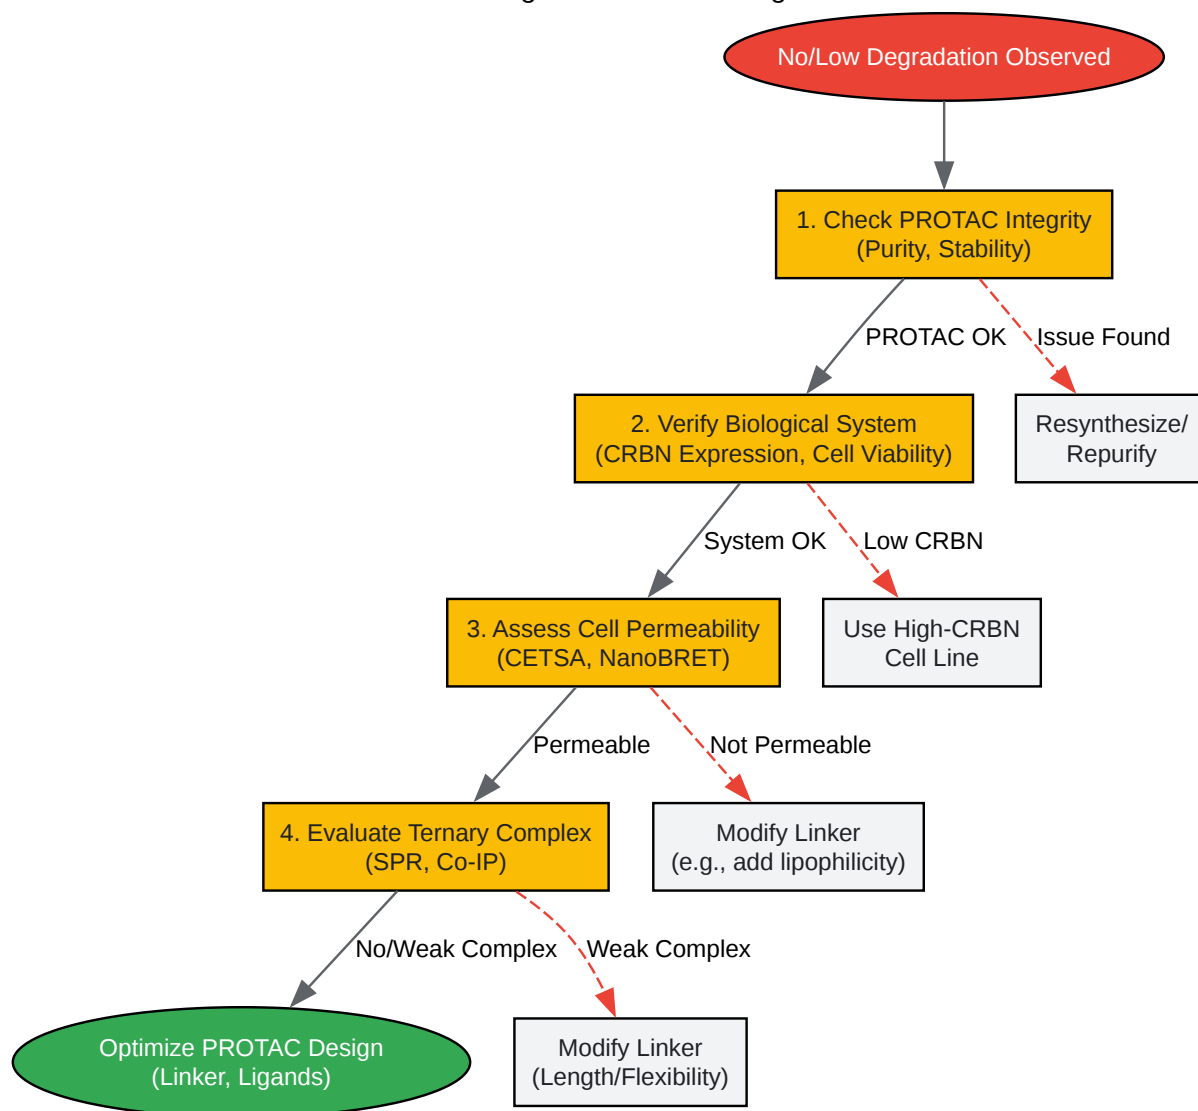 No/Low Degradation Observed
1. Check PROTAC Integrity
(Purity, Stability)
PROTAC OK
Issue Found
2. Verify Biological System
(CRBN Expression, Cell Viability)
Resynthesize/
Repurify
System OK
Low CRBN
3. Assess Cell Permeability
(CETSA, NanoBRET)
Use High-CRBN
Cell Line
Permeable
Not Permeable
4. Evaluate Ternary Complex
(SPR, Co-IP)
Modify Linker
(e.g., add lipophilicity)
No/Weak Complex
Weak Complex
Optimize PROTAC Design
(Linker, Ligands)
Modify Linker
(Length/Flexibility)